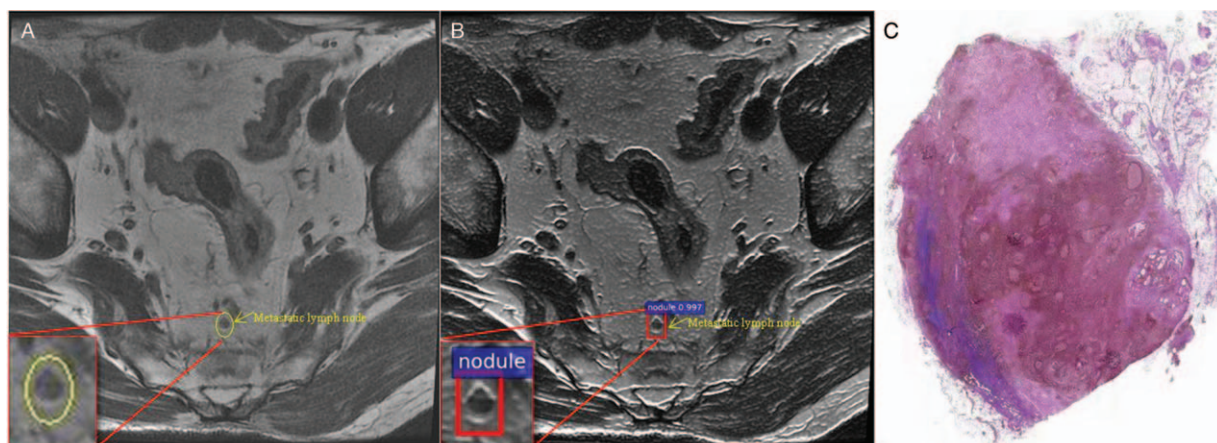 A
Metastatic lymph node
B
nodule 0.997
Metastatic lymph node
nodule
C